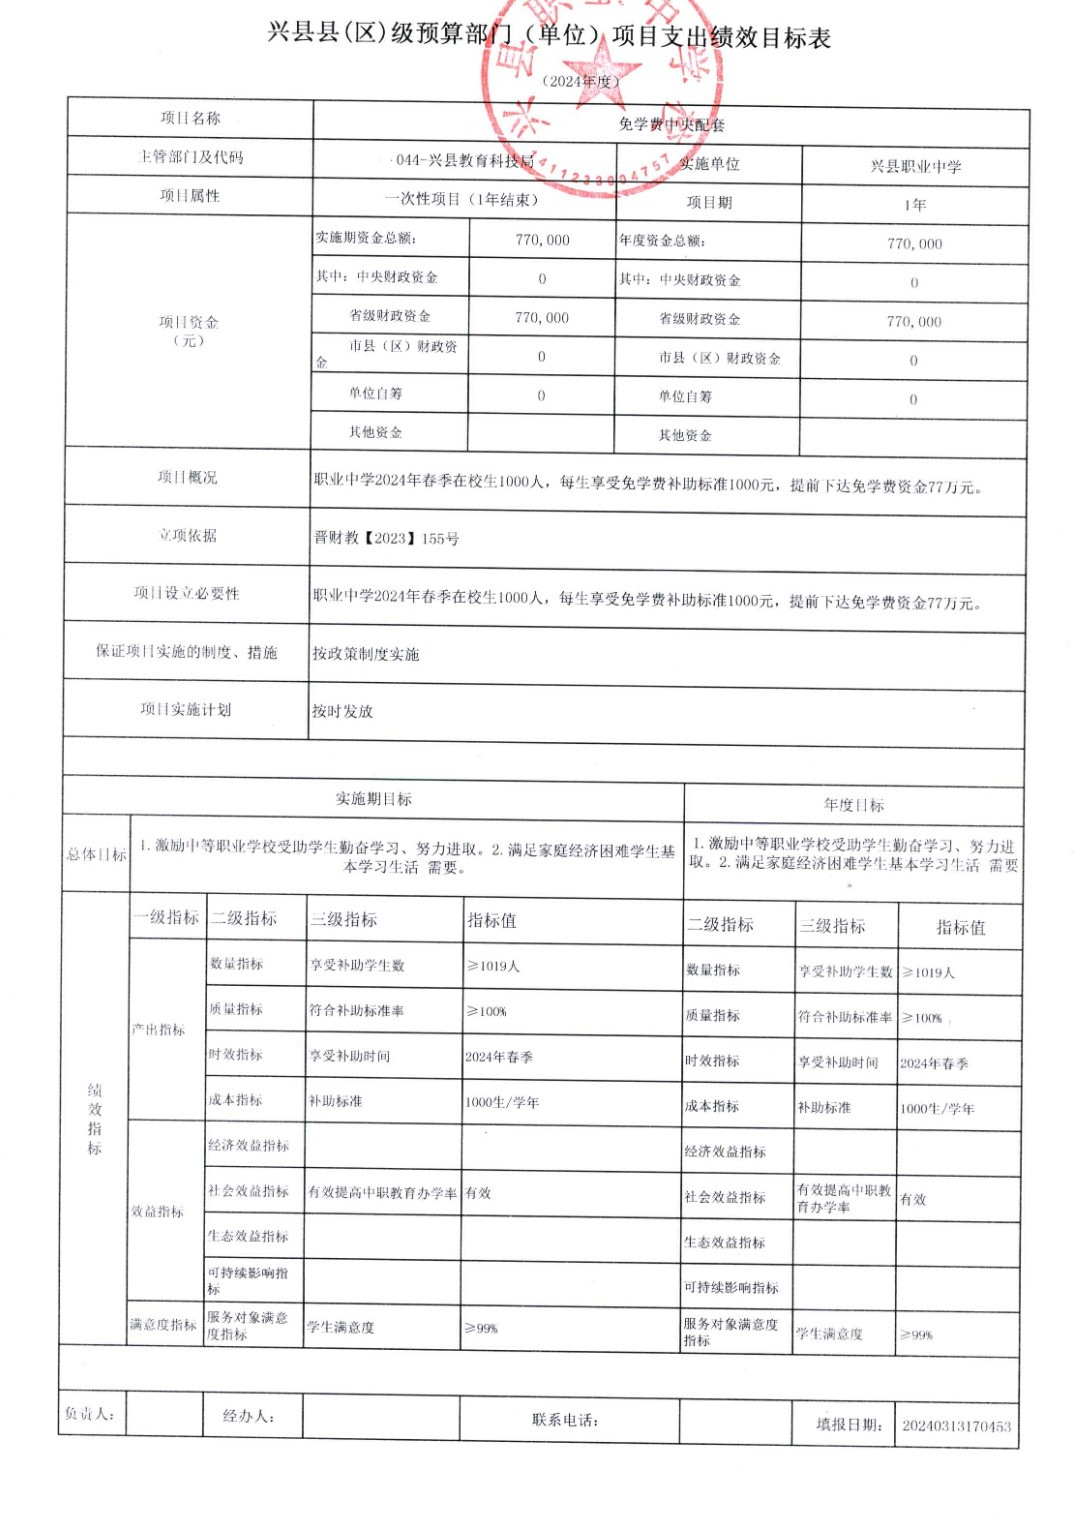 兴县县(区)级预算部门（单位）项目支出绩效目标表
（2024年度）
兴县职业中学
1411233004757
项目名称 免学费中央配套
主管部门及代码 044-兴县教育科技局 实施单位 兴县职业中学
项目属性 一次性项目（1年结束） 项目期 1年
项目资金
（元）
实施期资金总额： 770,000 年度资金总额： 770,000
其中：中央财政资金 0 其中：中央财政资金 0
省级财政资金 770,000 省级财政资金 770,000
市县（区）财政资
金 0 市县（区）财政资金 0
单位自筹 0 单位自筹 0
其他资金 其他资金
项目概况 职业中学2024年春季在校生1000人，每生享受免学费补助标准1000元，提前下达免学费资金77万元。
立项依据 晋财教【2023】155号
项目设立必要性 职业中学2024年春季在校生1000人，每生享受免学费补助标准1000元，提前下达免学费资金77万元。
保证项目实施的制度、措施 按政策制度实施
项目实施计划 按时发放
实施期目标 年度目标
总体目标
1.激励中等职业学校受助学生勤奋学习、努力进取。2.满足家庭经济困难学生基
本学习生活 需要。
1.激励中等职业学校受助学生勤奋学习、努力进
取。2.满足家庭经济困难学生基本学习生活 需要
。
绩效指标
一级指标 二级指标 三级指标 指标值 二级指标 三级指标 指标值
产出指标
数量指标 享受补助学生数 ≥1019人 数量指标 享受补助学生数 ≥1019人
质量指标 符合补助标准率 ≥100% 质量指标 符合补助标准率 ≥100%
时效指标 享受补助时间 2024年春季 时效指标 享受补助时间 2024年春季
成本指标 补助标准 1000生/学年 成本指标 补助标准 1000生/学年
效益指标
经济效益指标 经济效益指标
社会效益指标 有效提高中职教育办学率 有效 社会效益指标 有效提高中职教
育办学率 有效
生态效益指标 生态效益指标
可持续影响指
标 可持续影响指标
满意度指标 服务对象满意
度指标 学生满意度 ≥99% 服务对象满意度
指标 学生满意度 ≥99%
负责人： 经办人： 联系电话： 填报日期： 20240313170453